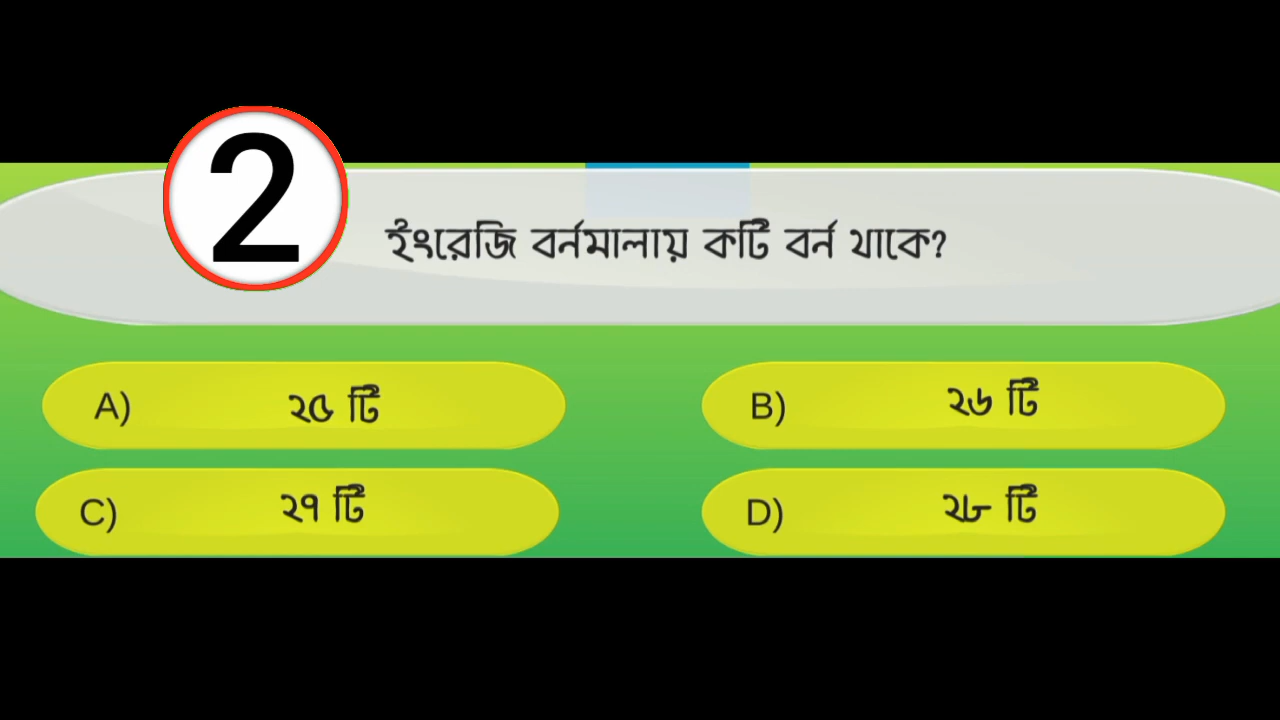 2
ইংরেজি বর্নমালায় কটি বর্ন থাকে?
A) ২৫ টি
B) ২৬ টি
C) ২৭ টি
D) ২৮ টি